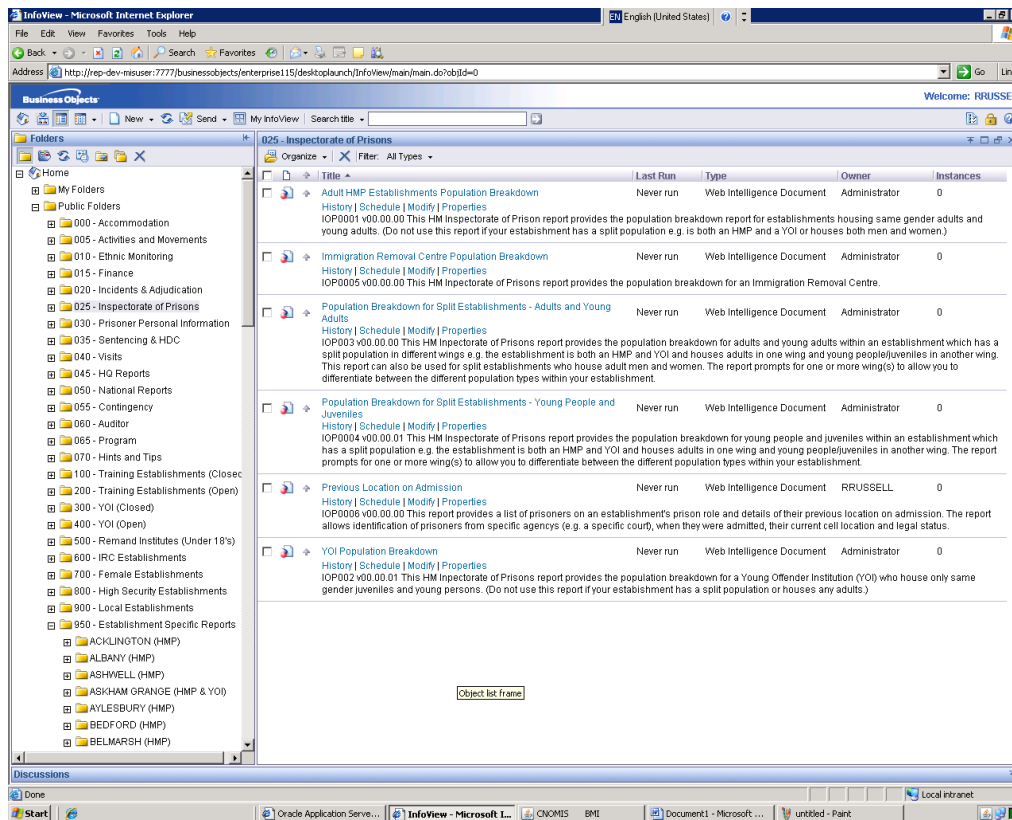 InfoView - Microsoft Internet Explorer
EN English (United States)
File Edit View Favorites Tools Help
Back Search Favorites
Address http://rep-dev-misuser:7777/businessobjects/enterprise115/desktoplaunch/InfoView/main/main.do?objId=0 Go
Business Objects Welcome: RRUSSE
New Send My InfoView Search title
Folders
025 - Inspectorate of Prisons
Organize Filter: All Types
Title Last Run Type Owner Instances
Home
My Folders
Public Folders
000 - Accommodation
005 - Activities and Movements
010 - Ethnic Monitoring
015 - Finance
020 - Incidents & Adjudication
025 - Inspectorate of Prisons
030 - Prisoner Personal Information
035 - Sentencing & HDC
040 - Visits
045 - HQ Reports
050 - National Reports
055 - Contingency
060 - Auditor
065 - Program
070 - Hints and Tips
100 - Training Establishments (Closed
200 - Training Establishments (Open)
300 - YOI (Closed)
400 - YOI (Open)
500 - Remand Institutes (Under 18's)
600 - IRC Establishments
700 - Female Establishments
800 - High Security Establishments
900 - Local Establishments
950 - Establishment Specific Reports
ACKLINGTON (HMP)
ALBANY (HMP)
ASHWELL (HMP)
ASKHAM GRANGE (HMP & YOI)
AYLESBURY (HMP)
BEDFORD (HMP)
BELMARSH (HMP)
Adult HMP Establishments Population Breakdown Never run Web Intelligence Document Administrator 0
History | Schedule | Modify | Properties
IOP0001 v00.00.00 This HM Inspectorate of Prison report provides the population breakdown report for establishments housing same gender adults and
young adults. (Do not use this report if your estabishment has a split population e.g. is both an HMP and a YOI or houses both men and women.)
Immigration Removal Centre Population Breakdown Never run Web Intelligence Document Administrator 0
History | Schedule | Modify | Properties
IOP0005 v00.00.00 This HM Inpectorate of Prisons report provides the population breakdown for an Immigration Removal Centre.
Population Breakdown for Split Establishments - Adults and Young
Adults Never run Web Intelligence Document Administrator 0
History | Schedule | Modify | Properties
IOP003 v00.00.00 This HM Inpectorate of Prisons report provides the population breakdown for adults and young adults within an establishment which has a
split population in different wings e.g. the establishment is both an HMP and YOI and houses adults in one wing and young people/juveniles in another wing.
This report can also be used for split establishments who house adult men and women. The report prompts for one or more wing(s) to allow you to
differentiate between the different population types within your establishment.
Population Breakdown for Split Establishments - Young People and
Juveniles Never run Web Intelligence Document Administrator 0
History | Schedule | Modify | Properties
IOP0004 v00.00.01 This HM Inspectorate of Prisons report provides the population breakdown for young people and juveniles within an establishment which
has a split population e.g. the establishment is both an HMP and YOI and houses adults in one wing and young people/juveniles in another wing. The report
prompts for one or more wing(s) to allow you to differentiate between the different population types within your establishment.
Previous Location on Admission Never run Web Intelligence Document RRUSSELL 0
History | Schedule | Modify | Properties
IOP0006 v00.00.00 This report provides a list of prisoners on an establishment's prison role and details of their previous location on admission. The report
allows identification of prisoners from specific agencys (e.g. a specific court), when they were admitted, their current cell location and legal status.
YOI Population Breakdown Never run Web Intelligence Document Administrator 0
History | Schedule | Modify | Properties
IOP002 v00.00.01 This HM Inpectorate of Prisons report provides the population breakdown for a Young Offender Institution (YOI) who house only same
gender juveniles and young persons. (Do not use this report if your estabishment has a split population or houses any adults.)
Object list frame
Discussions
Done Local intranet
Start Oracle Application Serve... InfoView - Microsoft I... CNOMIS BMI Document1 - Microsoft ... untitled - Paint